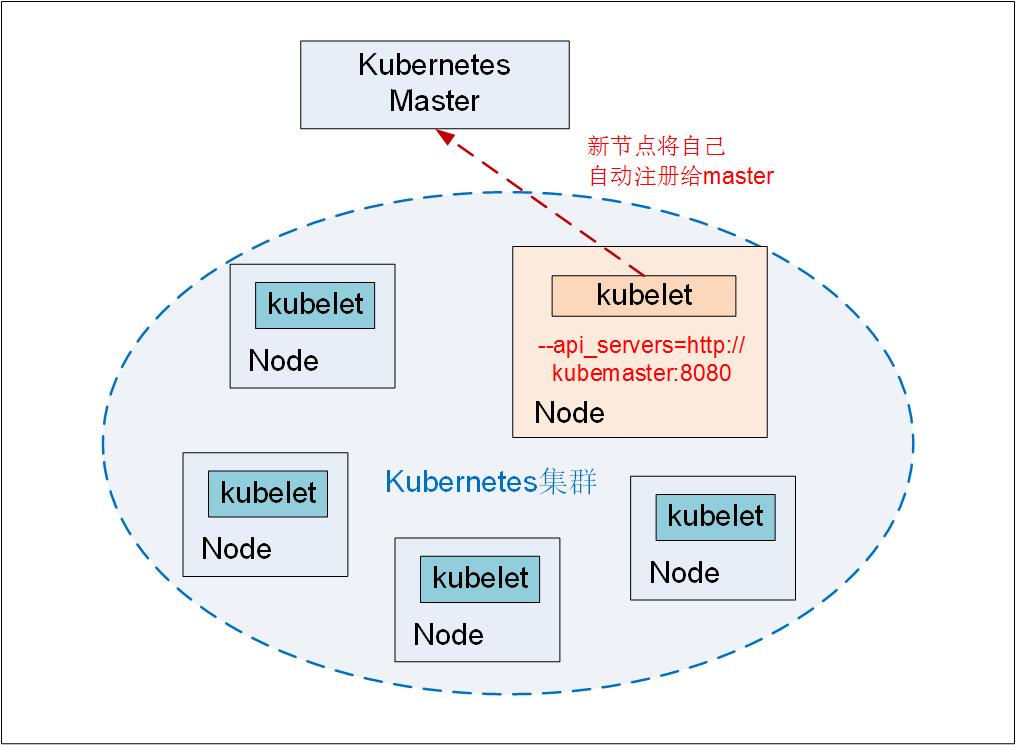 Kubernetes
Master
新节点将自己
自动注册给master
kubelet
Node
kubelet
--api_servers=http://
kubemaster:8080
Node
Kubernetes集群
kubelet
Node
kubelet
Node
kubelet
Node